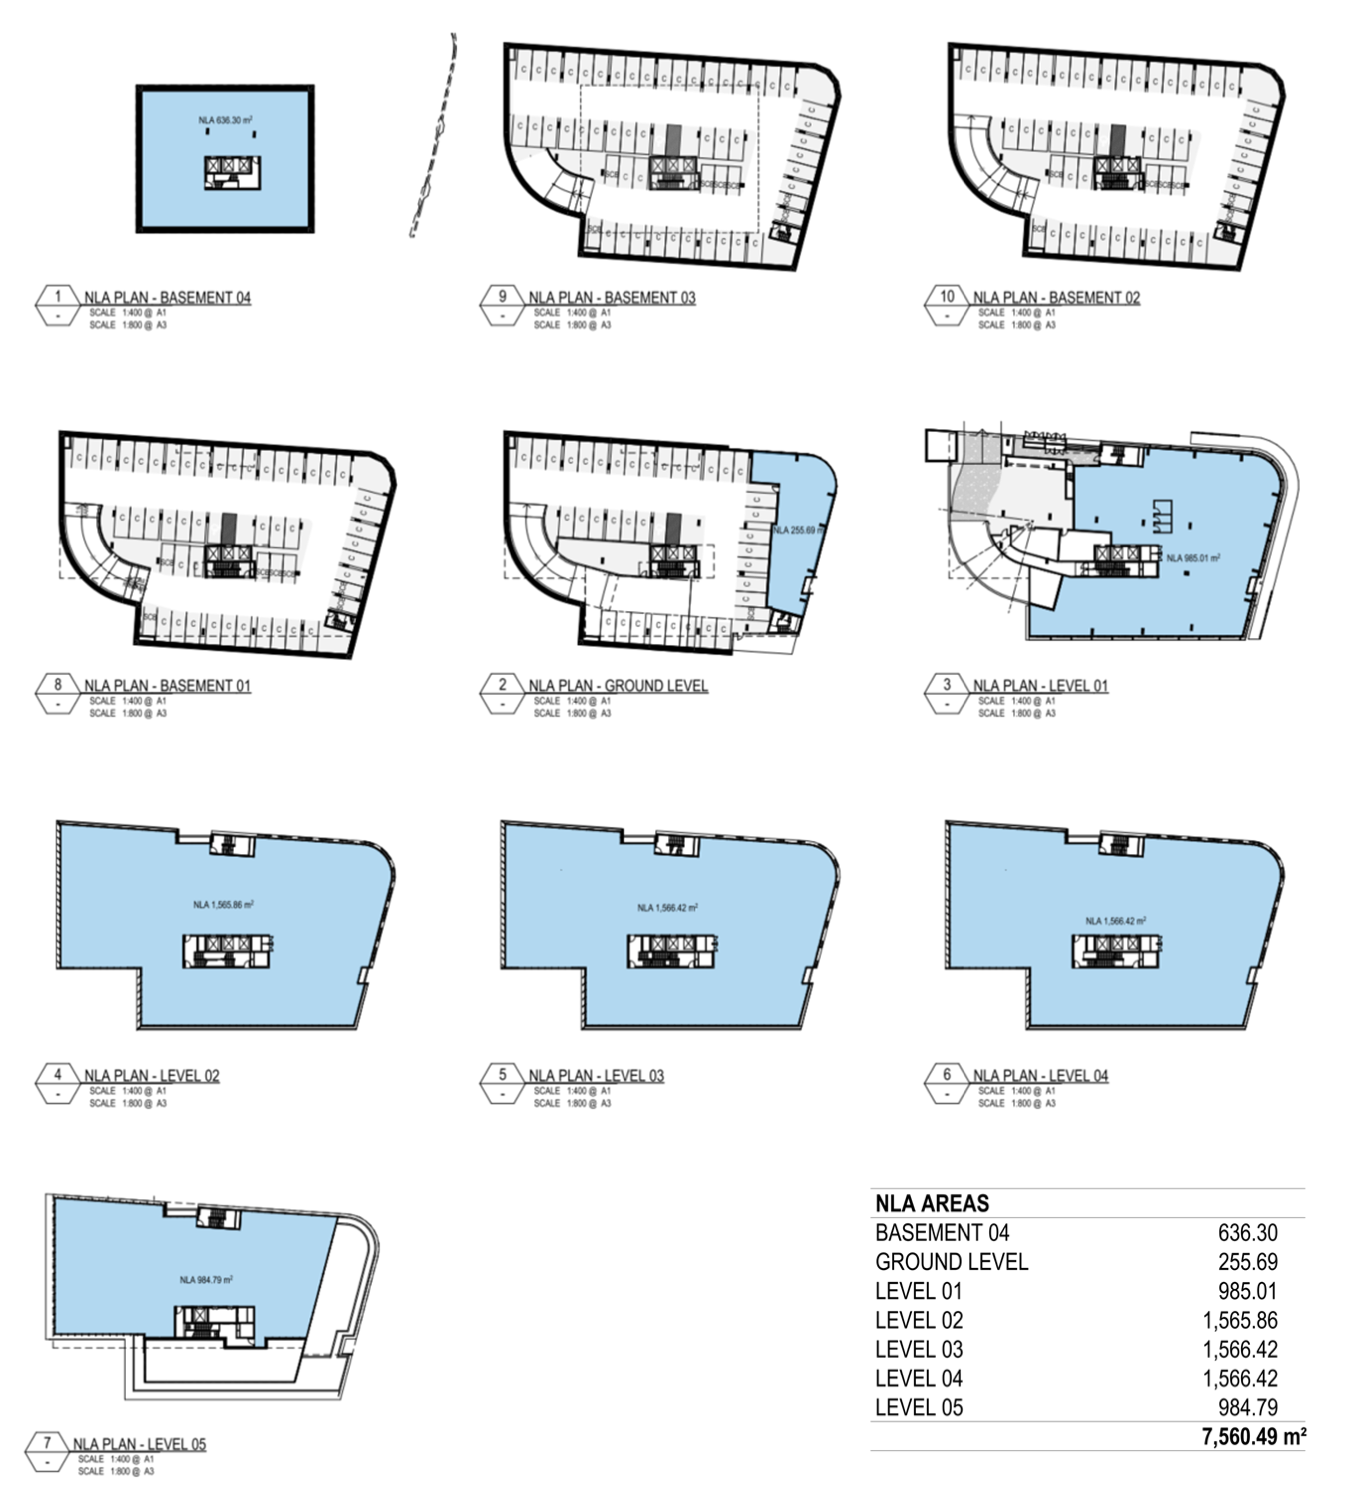 NLA 636.30 m²
1 NLA PLAN - BASEMENT 04
-
SCALE 1:400 @ A1
SCALE 1:800 @ A3
9 NLA PLAN - BASEMENT 03
-
SCALE 1:400 @ A1
SCALE 1:800 @ A3
10 NLA PLAN - BASEMENT 02
-
SCALE 1:400 @ A1
SCALE 1:800 @ A3
8 NLA PLAN - BASEMENT 01
-
SCALE 1:400 @ A1
SCALE 1:800 @ A3
NLA 255.69 m
2 NLA PLAN - GROUND LEVEL
-
SCALE 1:400 @ A1
SCALE 1:800 @ A3
NLA 985.01 m²
3 NLA PLAN - LEVEL 01
-
SCALE 1:400 @ A1
SCALE 1:800 @ A3
NLA 1,565.86 m²
4 NLA PLAN - LEVEL 02
-
SCALE 1:400 @ A1
SCALE 1:800 @ A3
NLA 1,566.42 m²
5 NLA PLAN - LEVEL 03
-
SCALE 1:400 @ A1
SCALE 1:800 @ A3
NLA 1,566.42 m²
6 NLA PLAN - LEVEL 04
-
SCALE 1:400 @ A1
SCALE 1:800 @ A3
NLA 984.79 m²
7 NLA PLAN - LEVEL 05
-
SCALE 1:400 @ A1
SCALE 1:800 @ A3
NLA AREAS
BASEMENT 04 636.30
GROUND LEVEL 255.69
LEVEL 01 985.01
LEVEL 02 1,565.86
LEVEL 03 1,566.42
LEVEL 04 1,566.42
LEVEL 05 984.79
7,560.49 m²